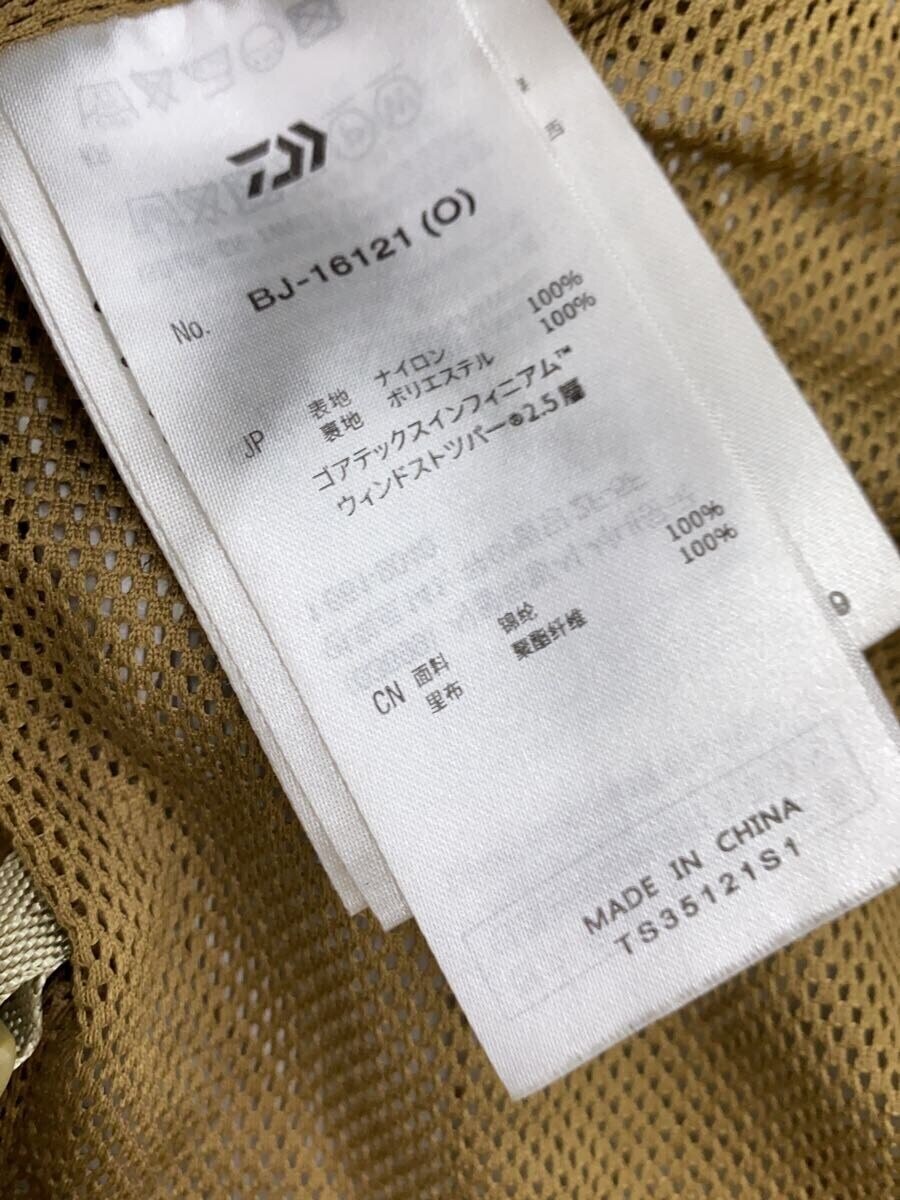 No. BJ-16121 (O)
JP 表地 ナイロン 100%
裏地 ポリエステル 100%
ゴアテックスインフィニアム™
ウィンドストツパー®2.5層
CN 面料 锦纶 100%
里布 聚酯纤维 100%
MADE IN CHINA
TS35121S1
西
9